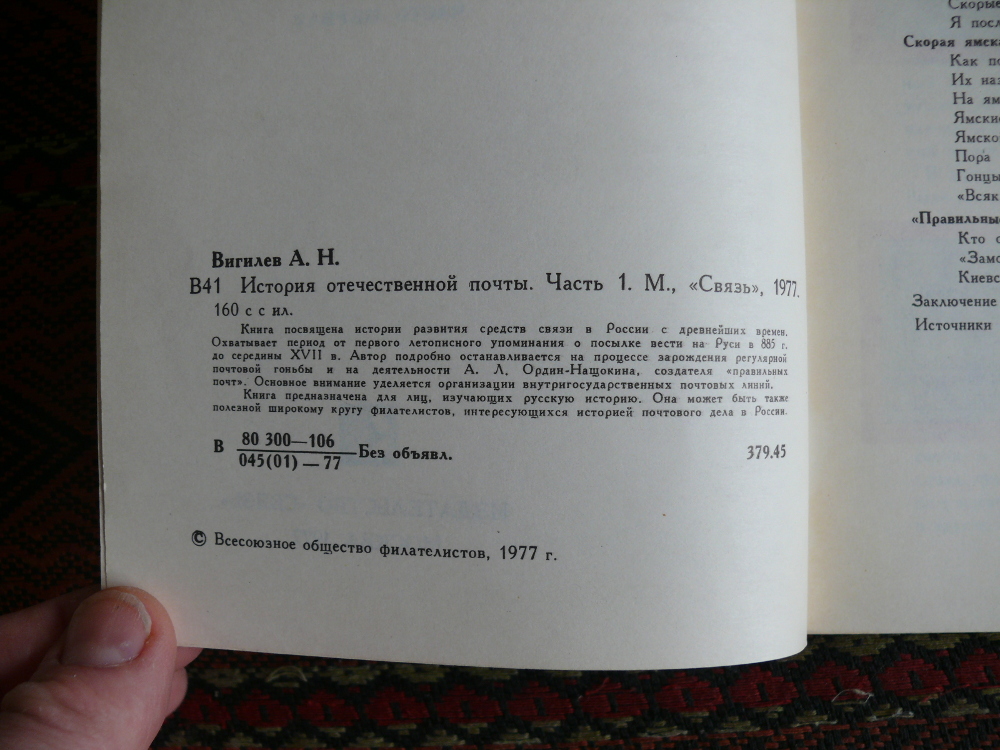 Вигилев А. Н.
В41 История отечественной почты. Часть 1. М., «Связь», 1977.
160 с с ил.
Книга посвящена истории развития средств связи в России с древнейших времен.
Охватывает период от первого летописного упоминания о посылке вести на Руси в 885 г.
до середины XVII в. Автор подробно останавливается на процессе зарождения регулярной
почтовой гоньбы и на деятельности А. Л. Ордин-Нащокина, создателя «правильных
почт». Основное внимание уделяется организации внутригосударственных почтовых линий.
Книга предназначена для лиц, изучающих русскую историю. Она может быть также
полезной широкому кругу филателистов, интересующихся историей почтового дела в России.
В 80 300—106
045(01) — 77 Без объявл. 379.45
© Всесоюзное общество филателистов, 1977 г.
Скорые
Я посл
Скорая ямск
Как по
Их наз
На ям
Ямские
Ямско
Пора
Гонцы
«Всяк
«Правильные
Кто с
«Замо
Киевс
Заключение
Источники